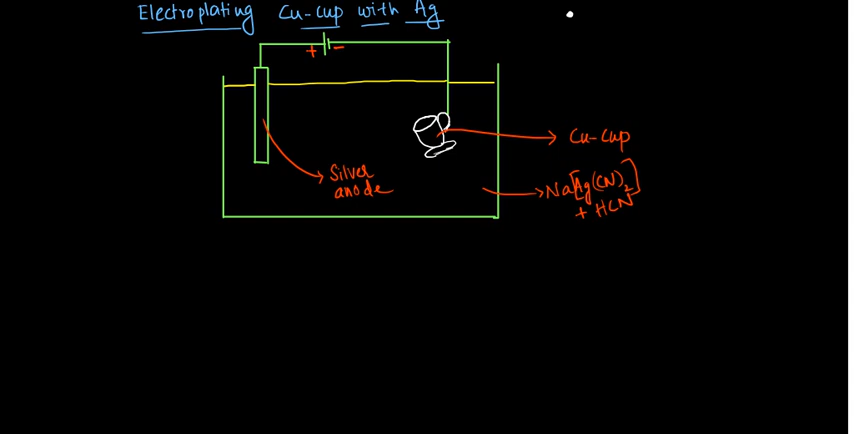 Electroplating Cu-cup with Ag
+ -
Cu-cup
Silver
anode
Na[Ag(CN)2]
+ HCN